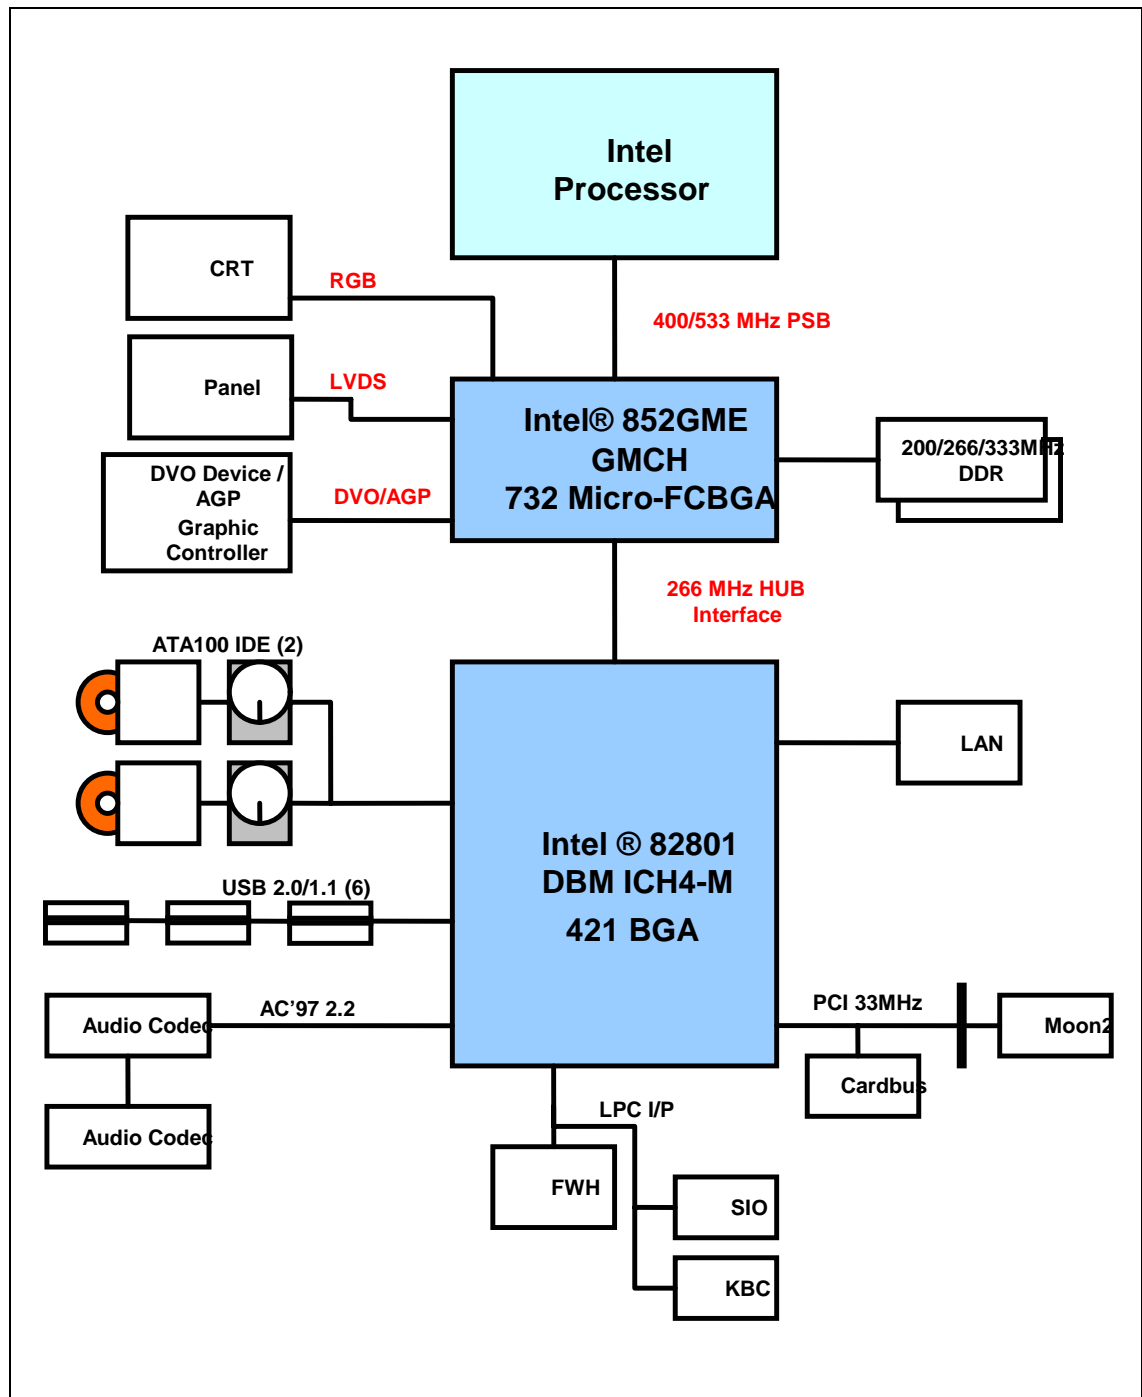 Intel
Processor
CRT
RGB
400/533 MHz PSB
Panel
LVDS
Intel® 852GME
GMCH
732 Micro-FCBGA
200/266/333MHz
DDR
DVO Device /
AGP
Graphic
Controller
DVO/AGP
266 MHz HUB
Interface
ATA100 IDE (2)
LAN
Intel ® 82801
DBM ICH4-M
421 BGA
USB 2.0/1.1 (6)
Audio Codec
AC’97 2.2
PCI 33MHz
Moon2
Cardbus
Audio Codec
LPC I/P
FWH
SIO
KBC